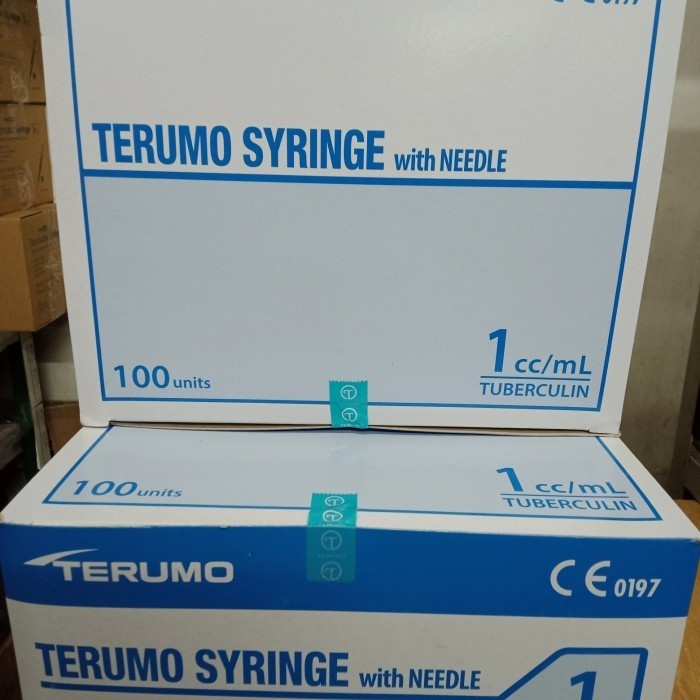 TERUMO SYRINGE with NEEDLE
1 cc/mL
100 units
TUBERCULIN
100 units
1 cc/mL
TUBERCULIN
TERUMO
CE 0197
TERUMO SYRINGE with NEEDLE
1